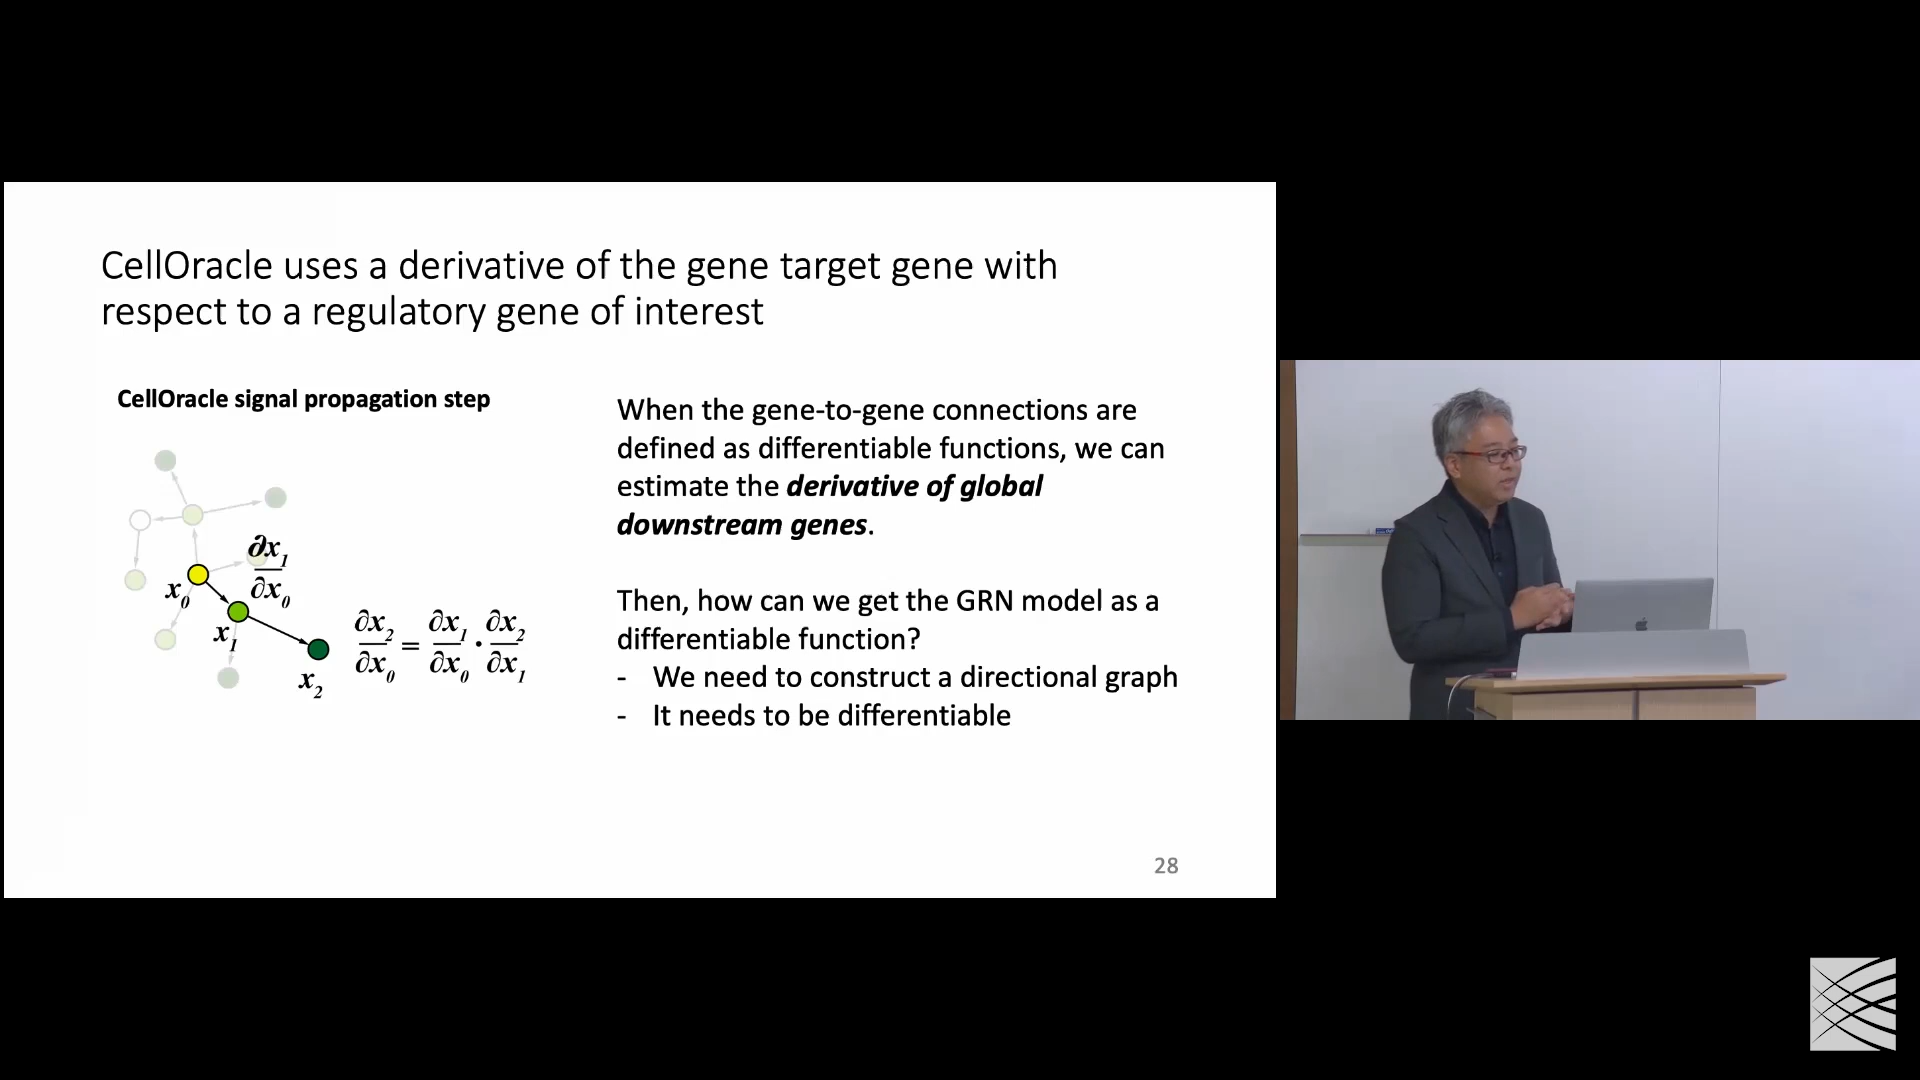 CellOracle uses a derivative of the gene target gene with
respect to a regulatory gene of interest
CellOracle signal propagation step
∂x₁
∂x₀
x₀
x₁
x₂
∂x₂/∂x₀ = ∂x₁/∂x₀ · ∂x₂/∂x₁
When the gene-to-gene connections are
defined as differentiable functions, we can
estimate the derivative of global
downstream genes.
Then, how can we get the GRN model as a
differentiable function?
- We need to construct a directional graph
- It needs to be differentiable
28